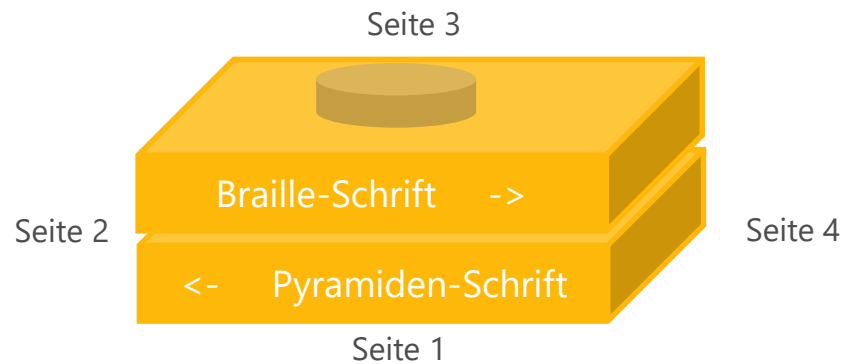 Seite 3
Braille-Schrift ->
Seite 2
Seite 4
<- Pyramiden-Schrift
Seite 1